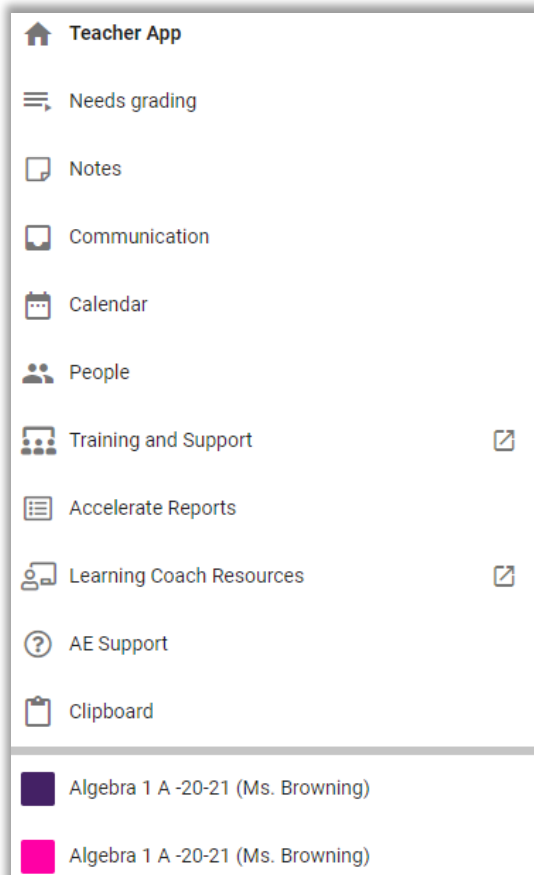 Teacher App
Needs grading
Notes
Communication
Calendar
People
Training and Support
Accelerate Reports
Learning Coach Resources
AE Support
Clipboard
Algebra 1 A -20-21 (Ms. Browning)
Algebra 1 A -20-21 (Ms. Browning)